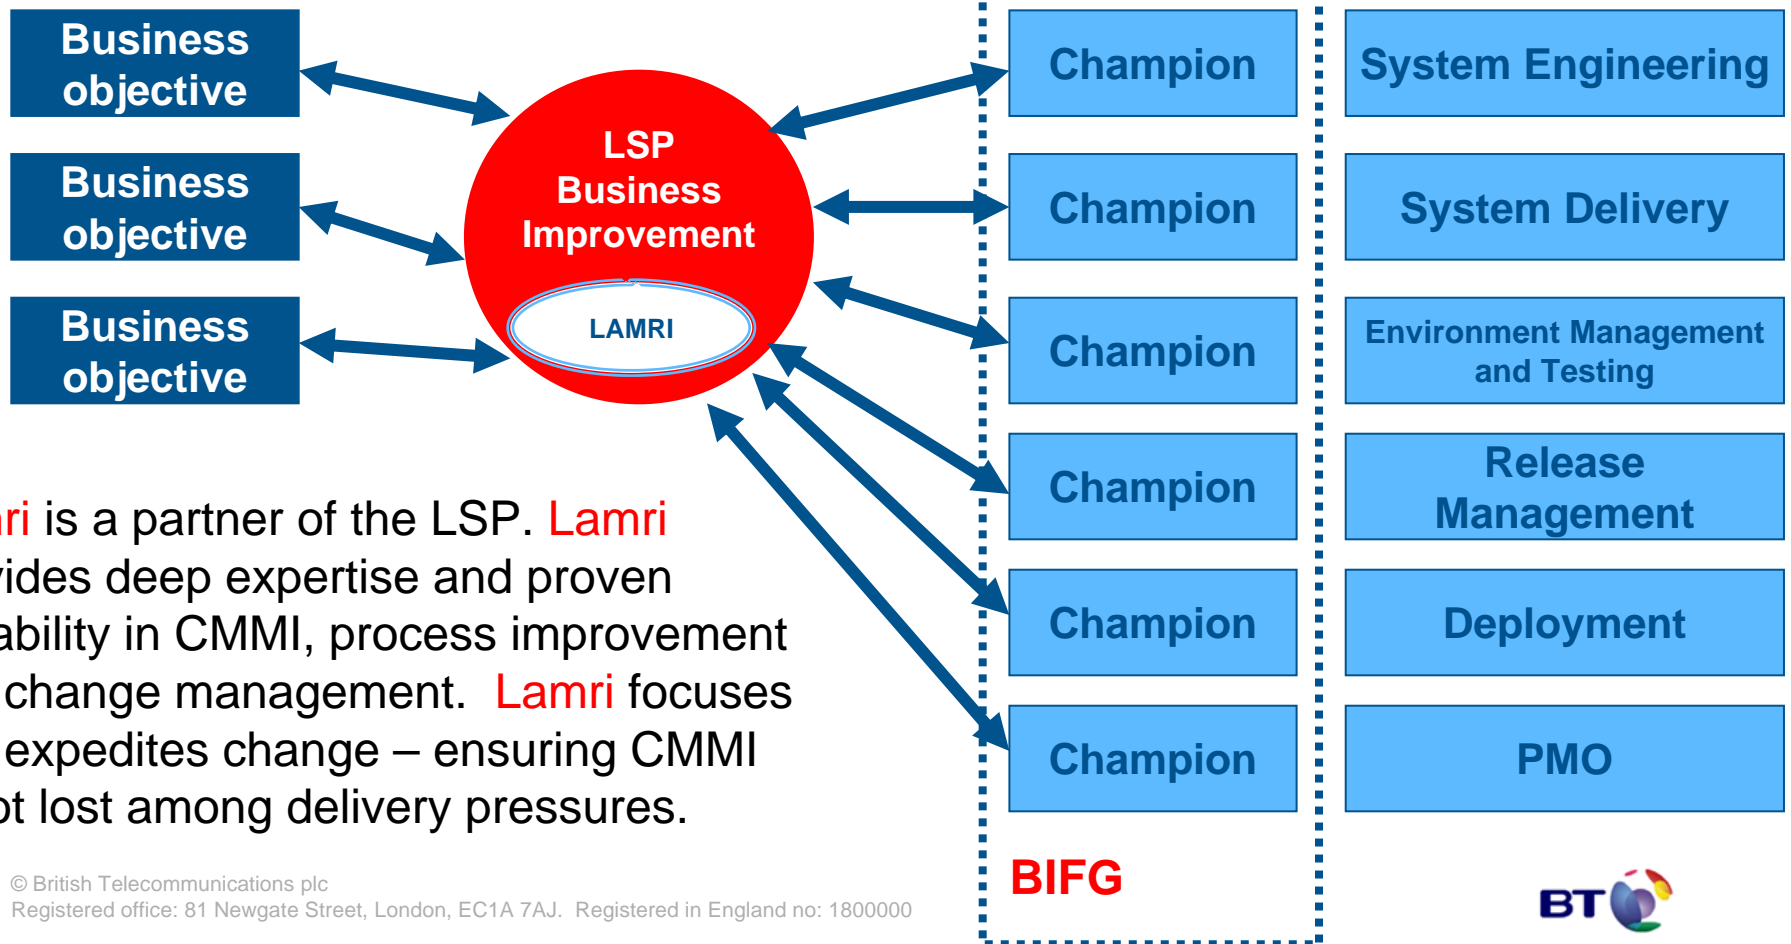 Business
objective
Business
objective
Business
objective
LSP
Business
Improvement
LAMRI
Champion
System Engineering
Champion
System Delivery
Champion
Environment Management
and Testing
Champion
Release
Management
Champion
Deployment
Champion
PMO
ri is a partner of the LSP. Lamri
vides deep expertise and proven
ability in CMMI, process improvement
change management. Lamri focuses
expedites change – ensuring CMMI
ot lost among delivery pressures.
BIFG
© British Telecommunications plc
Registered office: 81 Newgate Street, London, EC1A 7AJ. Registered in England no: 1800000
BT